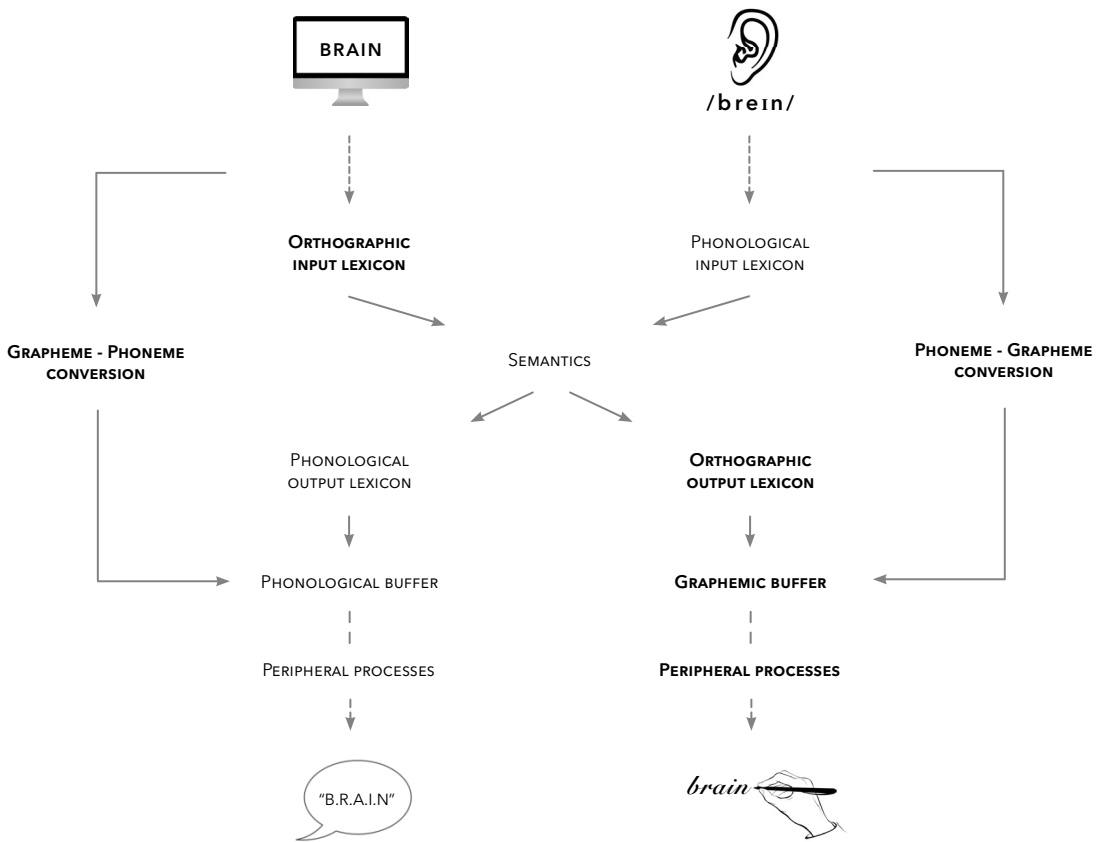 BRAIN
/breɪn/
ORTHOGRAPHIC
INPUT LEXICON
PHONOLOGICAL
INPUT LEXICON
GRAPHEME - PHONEME
CONVERSION
SEMANTICS
PHONEME - GRAPHEME
CONVERSION
PHONOLOGICAL
OUTPUT LEXICON
ORTHOGRAPHIC
OUTPUT LEXICON
PHONOLOGICAL BUFFER
GRAPHEMIC BUFFER
PERIPHERAL PROCESSES
PERIPHERAL PROCESSES
"B.R.A.I.N"
brain